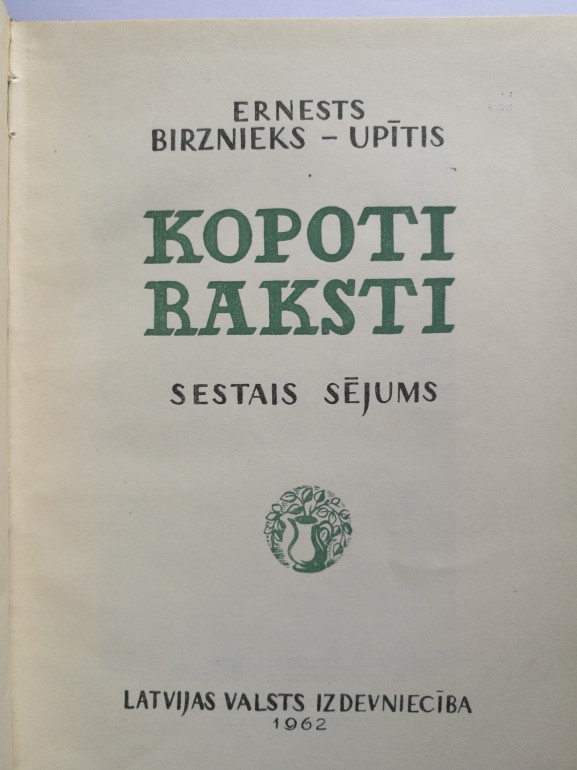 ERNESTS
BIRZNIEKS – UPĪTIS
KOPOTI
RAKSTI
SESTAIS SĒJUMS
LATVIJAS VALSTS IZDEVNIECĪBA
1962